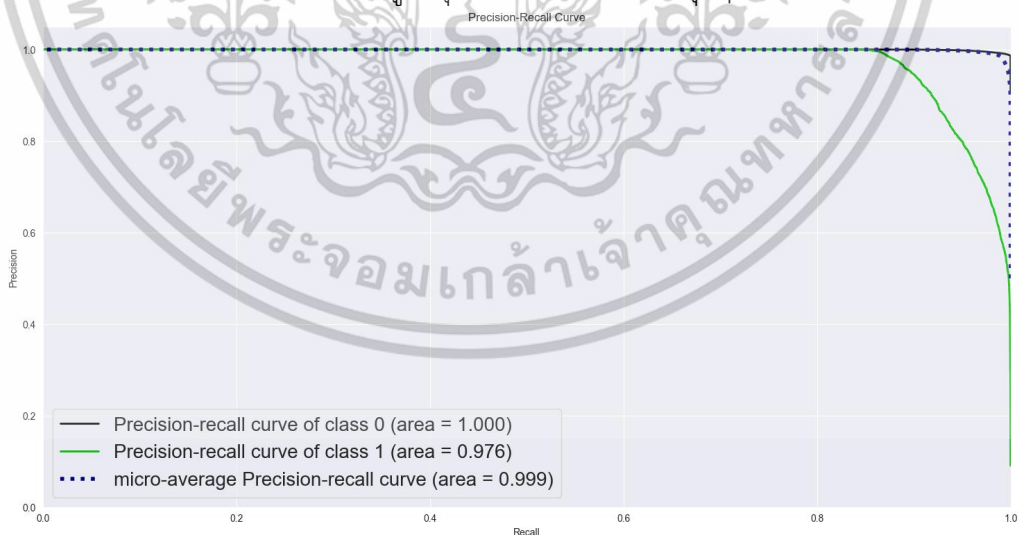 Precision-Recall Curve
1.0
0.8
0.6
0.4
0.2
0.0
Precision
0.0 0.2 0.4 0.6 0.8 1.0
Recall
Precision-recall curve of class 0 (area = 1.000)
Precision-recall curve of class 1 (area = 0.976)
micro-average Precision-recall curve (area = 0.999)
พระจอมเกล้าเจ้าคุณทหาร